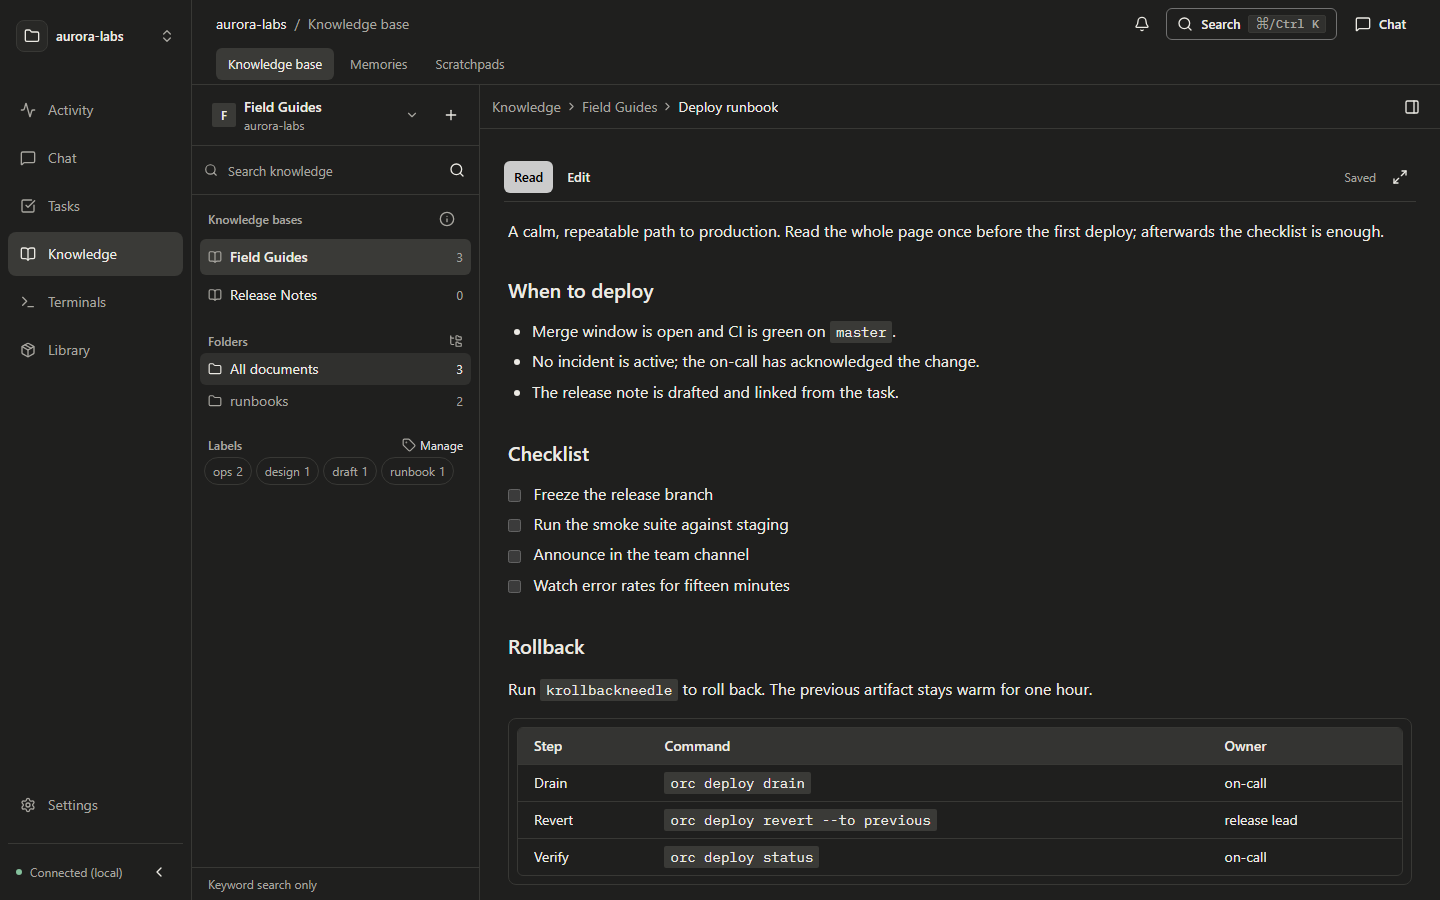 aurora-labs
Activity
Chat
Tasks
Knowledge
Terminals
Library
Settings
Connected (local)
aurora-labs / Knowledge base
Search ⌘/Ctrl K
Chat
Knowledge base
Memories
Scratchpads
F
Field Guides
aurora-labs
Search knowledge
Knowledge bases
Field Guides 3
Release Notes 0
Folders
All documents 3
runbooks 2
Labels
Manage
ops 2
design 1
draft 1
runbook 1
Keyword search only
Knowledge > Field Guides > Deploy runbook
Read
Edit
Saved
A calm, repeatable path to production. Read the whole page once before the first deploy; afterwards the checklist is enough.
When to deploy
• Merge window is open and CI is green on master.
• No incident is active; the on-call has acknowledged the change.
• The release note is drafted and linked from the task.
Checklist
Freeze the release branch
Run the smoke suite against staging
Announce in the team channel
Watch error rates for fifteen minutes
Rollback
Run krollbackneedle to roll back. The previous artifact stays warm for one hour.
Step Command Owner
Drain orc deploy drain on-call
Revert orc deploy revert --to previous release lead
Verify orc deploy status on-call